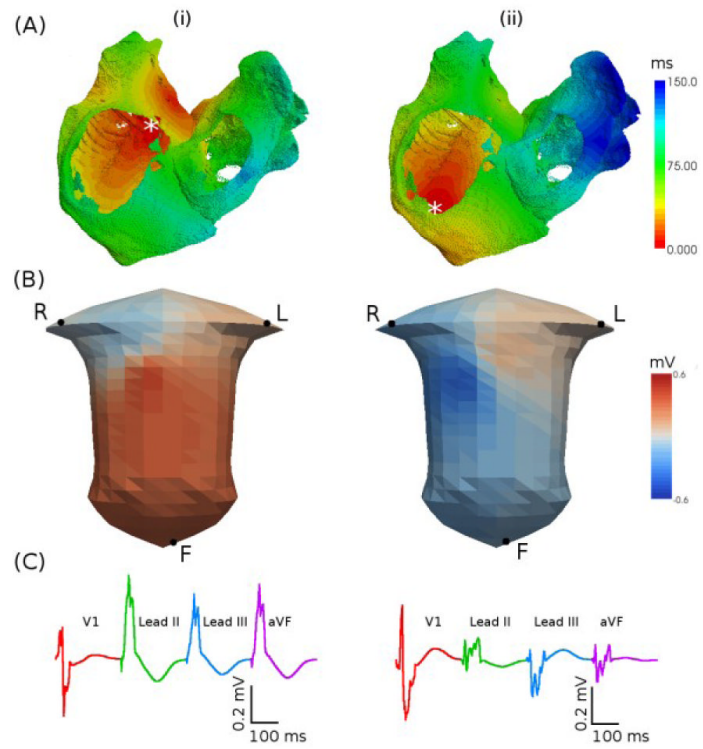 (A) (i) (ii)
*
*
ms
150.0
75.00
0.000
(B)
R L R L
mV
0.6
-0.6
F F
(C)
V1 Lead II Lead III aVF V1 Lead II Lead III aVF
0.2 mV 0.2 mV
100 ms 100 ms